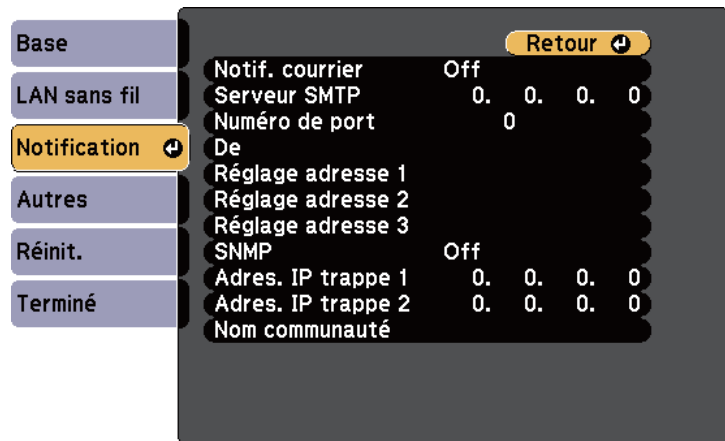 Base
LAN sans fil
Notification
Autres
Réinit.
Terminé
Retour
Notif. courrier Off
Serveur SMTP 0. 0. 0. 0
Numéro de port 0
De
Réglage adresse 1
Réglage adresse 2
Réglage adresse 3
SNMP Off
Adres. IP trappe 1 0. 0. 0. 0
Adres. IP trappe 2 0. 0. 0. 0
Nom communauté